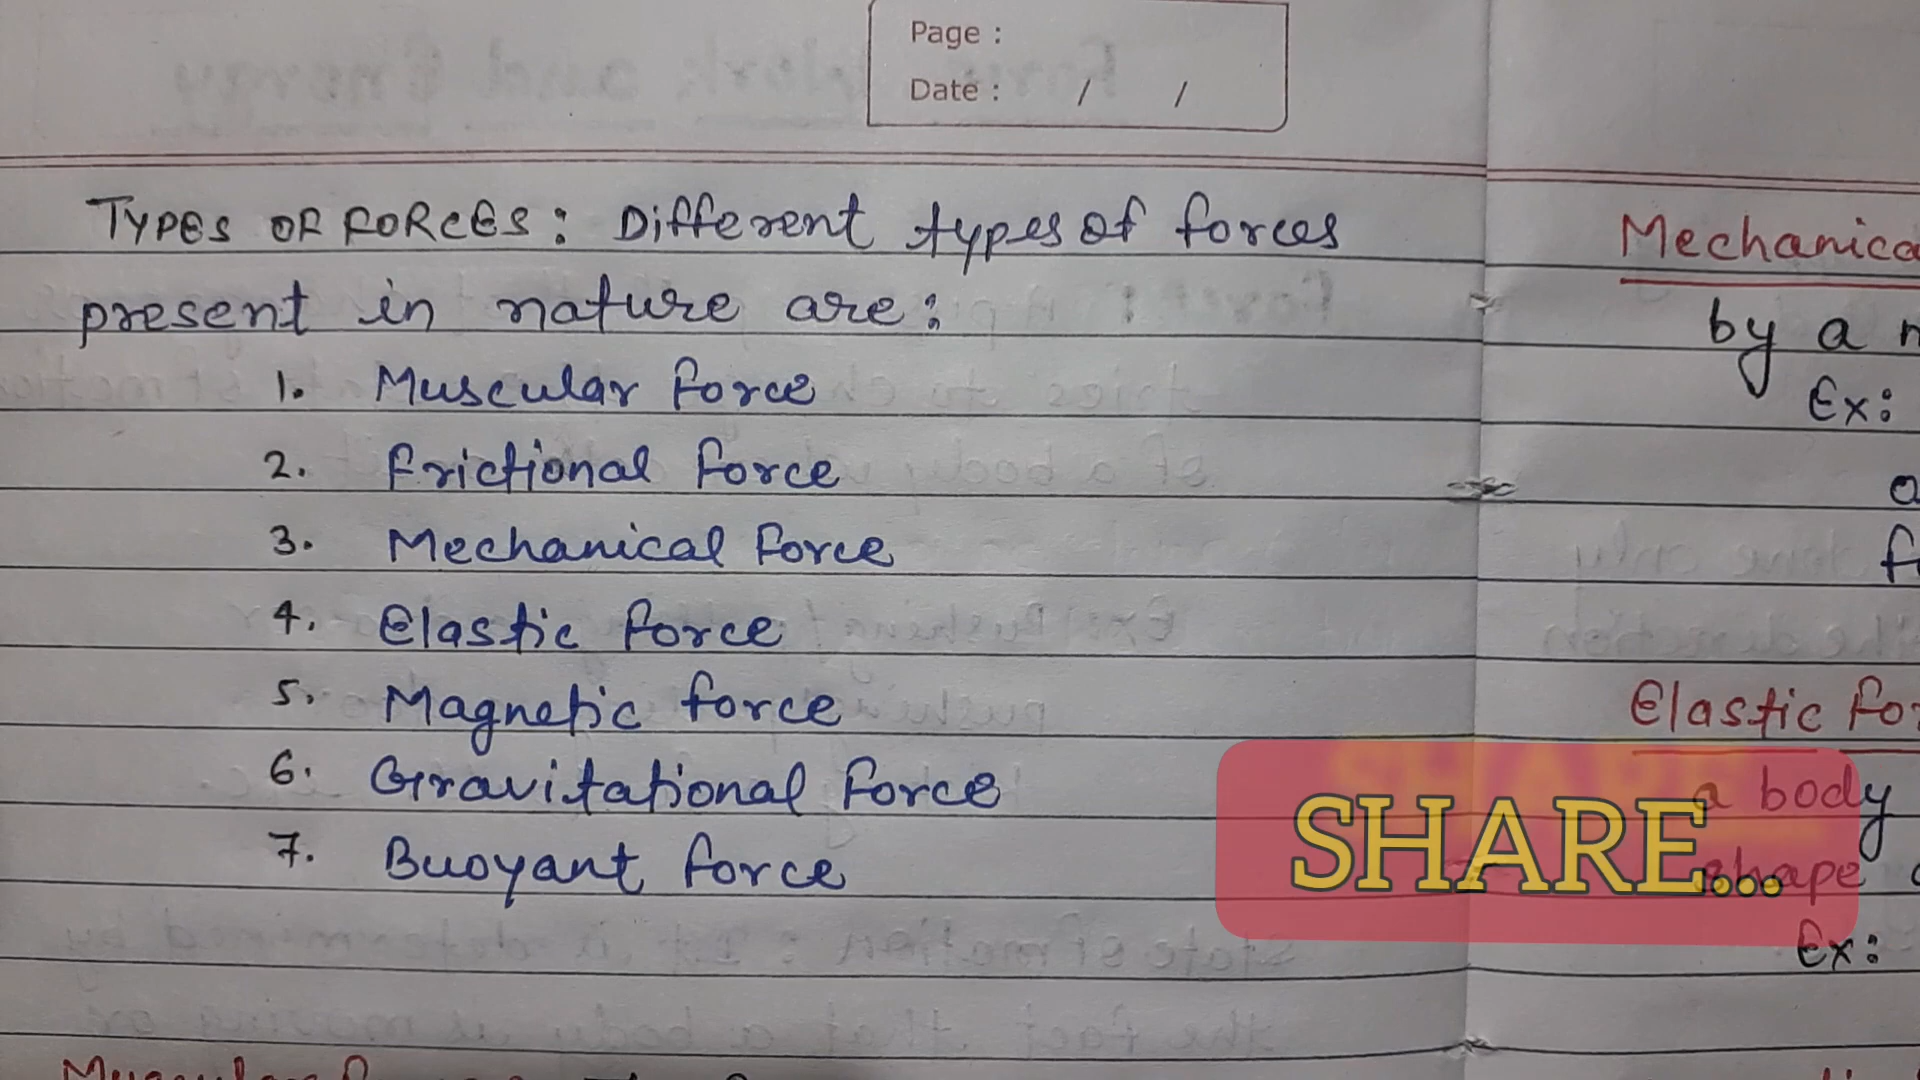 Page :
Date : / /
TYPES OF FORCES: Different types of forces
present in nature are:
1. Muscular Force
2. Frictional Force
3. Mechanical Force
4. Elastic Force
5. Magnetic Force
6. Gravitational Force
7. Buoyant Force
Mechanica
by a
Ex:
Elastic Fo
a body
shape
Ex:
SHARE...